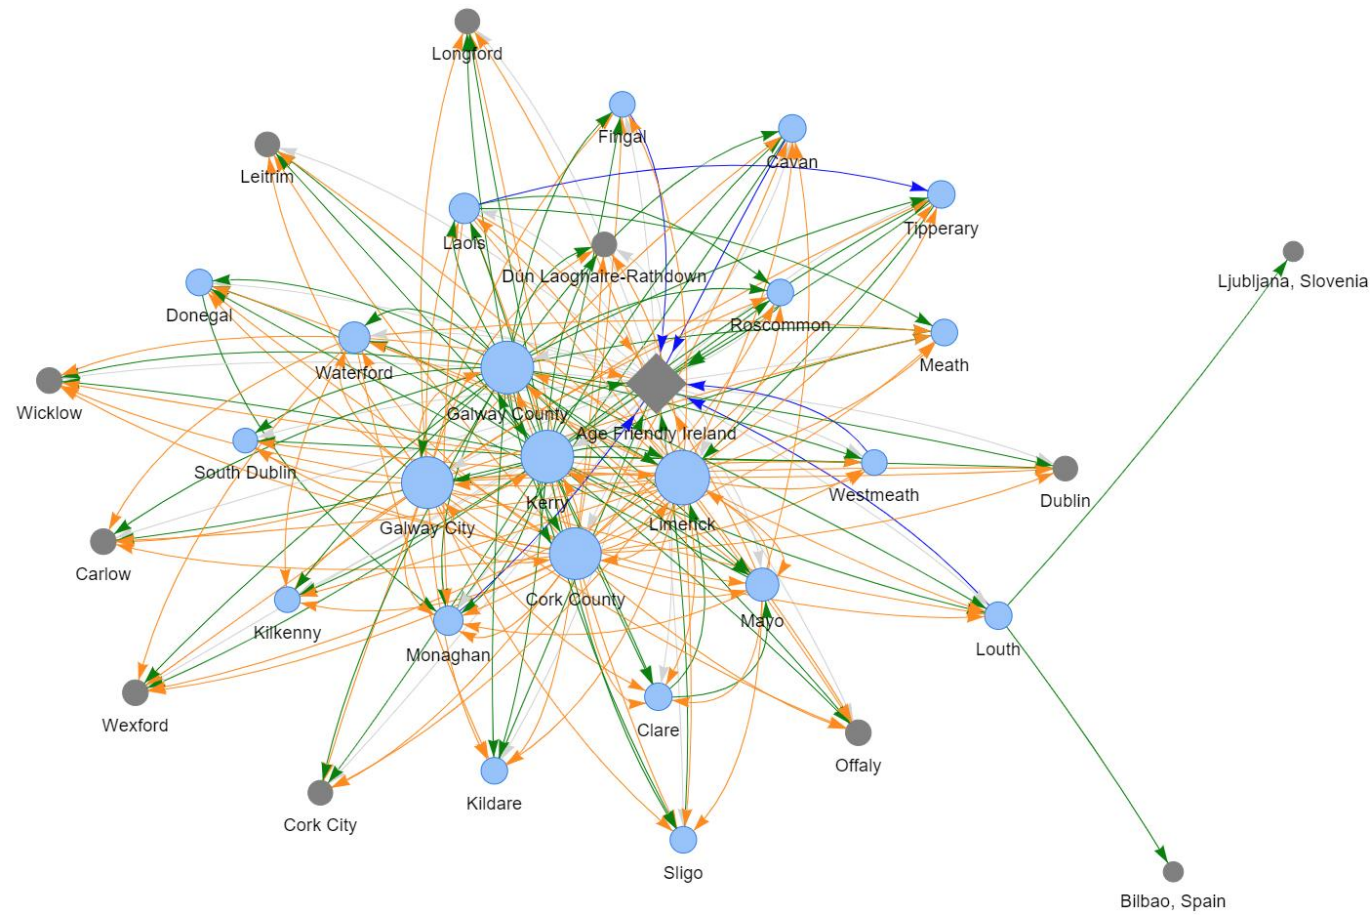 Longford
Fingal
Cavan
Leitrim
Laois
Tipperary
Dún Laoghaire-Rathdown
Ljubljana, Slovenia
Donegal
Roscommon
Waterford
Meath
Wicklow
Galway County
Age Friendly Ireland
South Dublin
Kerry
Westmeath
Dublin
Galway City
Limerick
Carlow
Cork County
Mayo
Kilkenny
Monaghan
Louth
Wexford
Clare
Offaly
Kildare
Cork City
Sligo
Bilbao, Spain